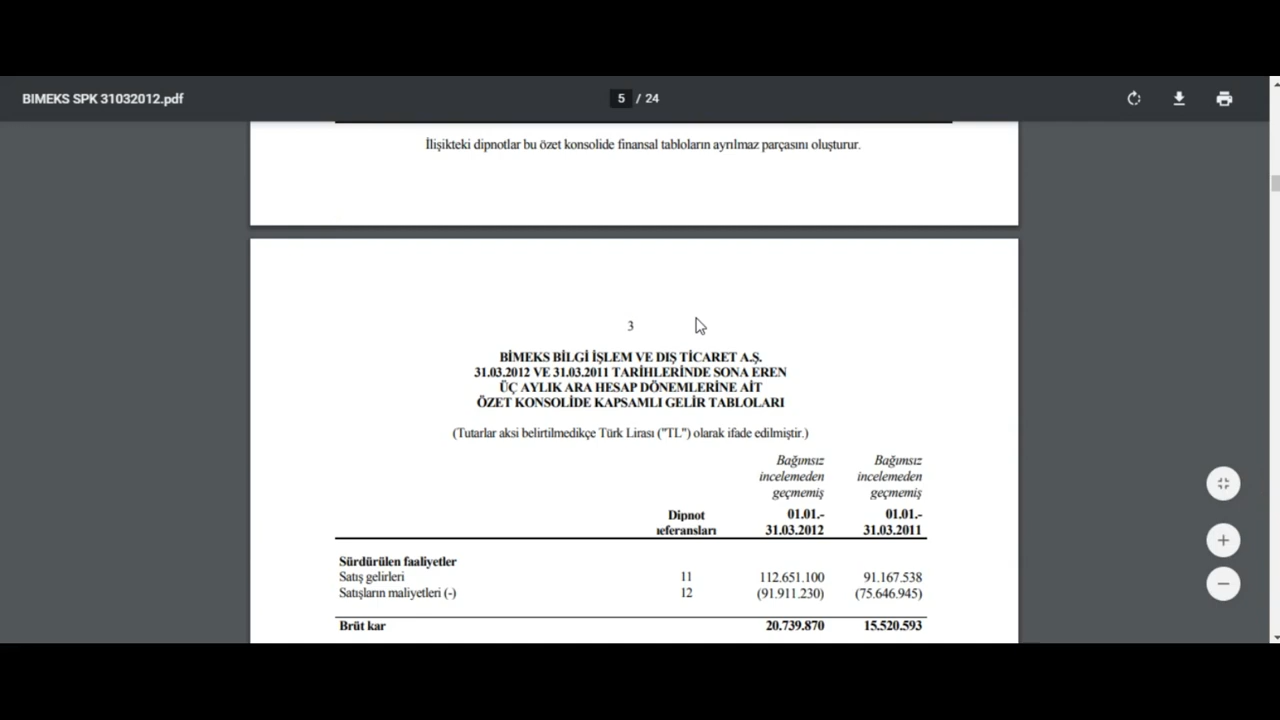 BIMEKS SPK 31032012.pdf
5 / 24
İlişikteki dipnotlar bu özet konsolide finansal tabloların ayrılmaz parçasını oluşturur.
3
BİMEKS BİLGİ İŞLEM VE DIŞ TİCARET A.Ş.
31.03.2012 VE 31.03.2011 TARİHLERİNDE SONA EREN
ÜÇ AYLIK ARA HESAP DÖNEMLERİNE AİT
ÖZET KONSOLİDE KAPSAMLI GELİR TABLOLARI
(Tutarlar aksi belirtilmedikçe Türk Lirası ("TL") olarak ifade edilmiştir.)
Bağımsız Bağımsız
incelemeden incelemeden
geçmemiş geçmemiş
Dipnot 01.01.- 01.01.-
referansları 31.03.2012 31.03.2011
Sürdürülen faaliyetler
Satış gelirleri 11 112.651.100 91.167.538
Satışların maliyetleri (-) 12 (91.911.230) (75.646.945)
Brüt kar 20.739.870 15.520.593